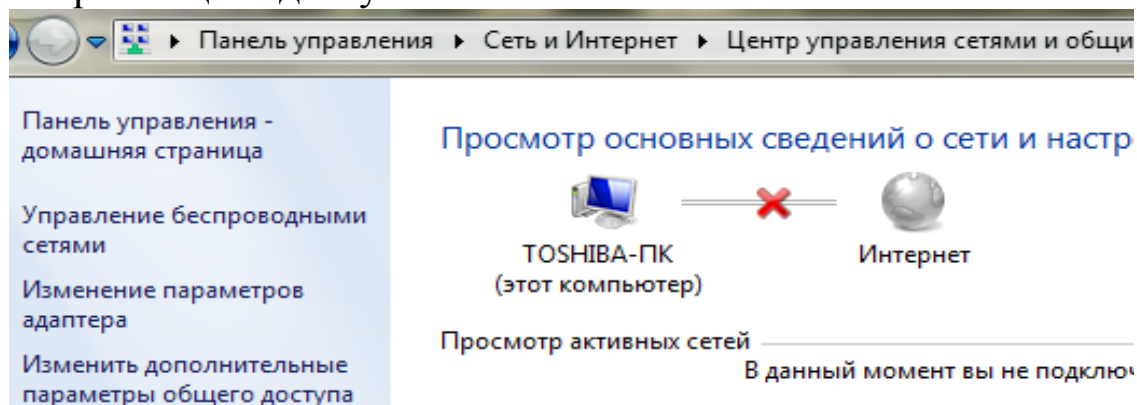 Панель управления ▸ Сеть и Интернет ▸ Центр управления сетями и общи
Панель управления -
домашняя страница
Управление беспроводными
сетями
Изменение параметров
адаптера
Изменить дополнительные
параметры общего доступа
Просмотр основных сведений о сети и настр
TOSHIBA-ПК
(этот компьютер)
Интернет
Просмотр активных сетей
В данный момент вы не подключ